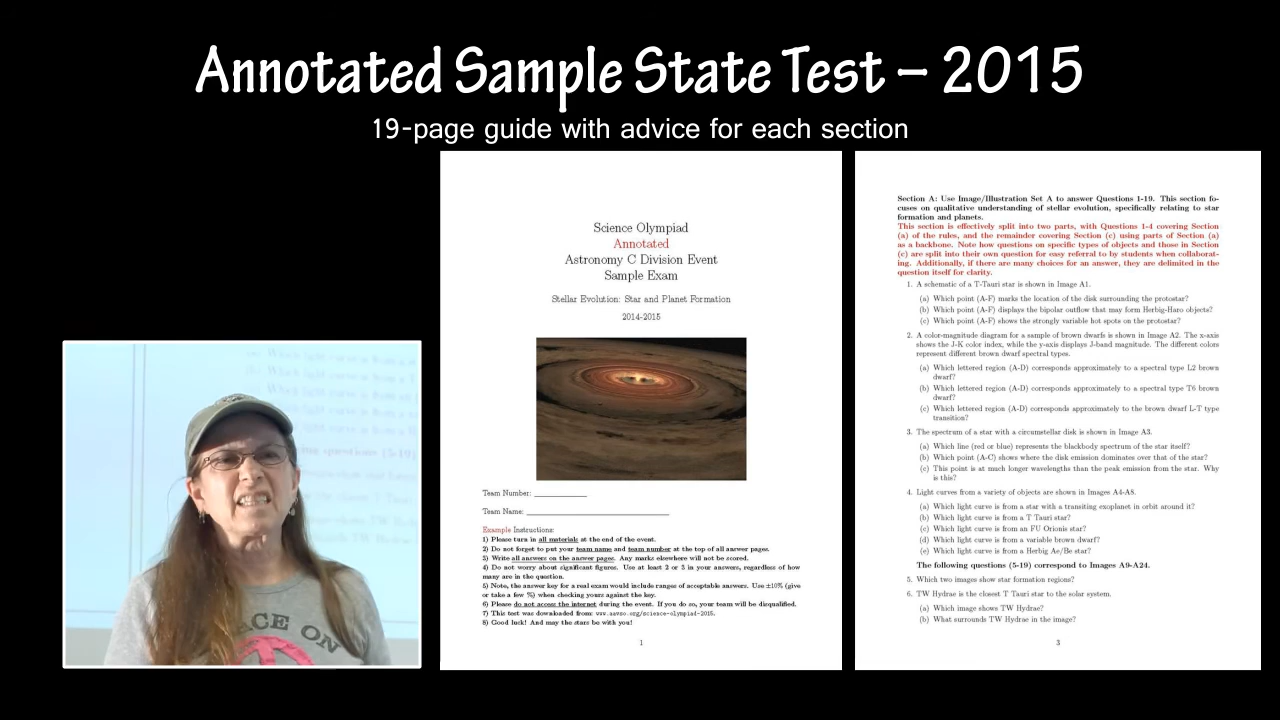 Annotated Sample State Test – 2015
19-page guide with advice for each section
CE ON
Science Olympiad
Annotated
Astronomy C Division Event
Sample Exam
Stellar Evolution: Star and Planet Formation
2014-2015
Team Number: ____________
Team Name: ________________________________
Example Instructions:
1) Please turn in all materials at the end of the event.
2) Do not forget to put your team name and team number at the top of all answer pages.
3) Write all answers on the answer pages. Any marks elsewhere will not be scored.
4) Do not worry about significant figures. Use at least 2 or 3 in your answers, regardless of how
many are in the question.
5) Note, the answer key for a real exam would include ranges of acceptable answers. Use ±10% (give
or take a few %) when checking yours against the key.
6) Please do not access the internet during the event. If you do so, your team will be disqualified.
7) This test was downloaded from: www.aavso.org/science-olympiad-2015.
8) Good luck! And may the stars be with you!
1
Section A: Use Image/Illustration Set A to answer Questions 1-19. This section fo-
cuses on qualitative understanding of stellar evolution, specifically relating to star
formation and planets.
This section is effectively split into two parts, with Questions 1-4 covering Section
(a) of the rules, and the remainder covering Section (c) using parts of Section (a)
as a backbone. Note how questions on specific types of objects and those in Section
(c) are split into their own question for easy referral to by students when collaborat-
ing. Additionally, if there are many choices for an answer, they are delimited in the
question itself for clarity.
1. A schematic of a T-Tauri star is shown in Image A1.
(a) Which point (A-F) marks the location of the disk surrounding the protostar?
(b) Which point (A-F) displays the bipolar outflow that may form Herbig-Haro objects?
(c) Which point (A-F) shows the strongly variable hot spots on the protostar?
2. A color-magnitude diagram for a sample of brown dwarfs is shown in Image A2. The x-axis
shows the J-K color index, while the y-axis displays J-band magnitude. The different colors
represent different brown dwarf spectral types.
(a) Which lettered region (A-D) corresponds approximately to a spectral type L2 brown
dwarf?
(b) Which lettered region (A-D) corresponds approximately to a spectral type T6 brown
dwarf?
(c) Which lettered region (A-D) corresponds approximately to the brown dwarf L-T type
transition?
3. The spectrum of a star with a circumstellar disk is shown in Image A3.
(a) Which line (red or blue) represents the blackbody spectrum of the star itself?
(b) Which point (A-C) shows where the disk emission dominates over that of the star?
(c) This point is at much longer wavelengths than the peak emission from the star. Why
is this?
4. Light curves from a variety of objects are shown in Images A4-A8.
(a) Which light curve is from a star with a transiting exoplanet in orbit around it?
(b) Which light curve is from a T Tauri star?
(c) Which light curve is from an FU Orionis star?
(d) Which light curve is from a variable brown dwarf?
(e) Which light curve is from a Herbig Ae/Be star?
The following questions (5-19) correspond to Images A9-A24.
5. Which two images show star formation regions?
6. TW Hydrae is the closest T Tauri star to the solar system.
(a) Which image shows TW Hydrae?
(b) What surrounds TW Hydrae in the image?
3